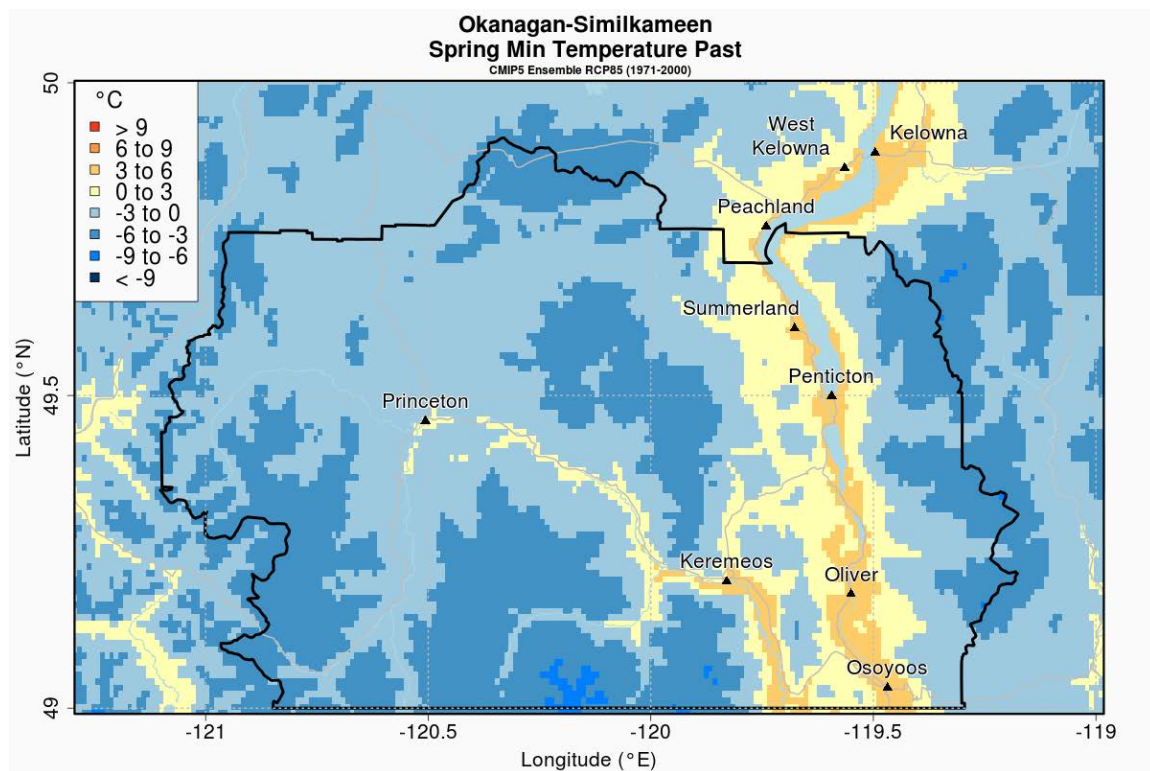 Okanagan-Similkameen
Spring Min Temperature Past
CMIP5 Ensemble RCP85 (1971-2000)
°C
> 9
6 to 9
3 to 6
0 to 3
-3 to 0
-6 to -3
-9 to -6
< -9
West
Kelowna
Kelowna
Peachland
Summerland
Penticton
Princeton
Keremeos
Oliver
Osoyoos
50
49.5
49
Latitude (°N)
-121
-120.5
-120
-119.5
-119
Longitude (°E)